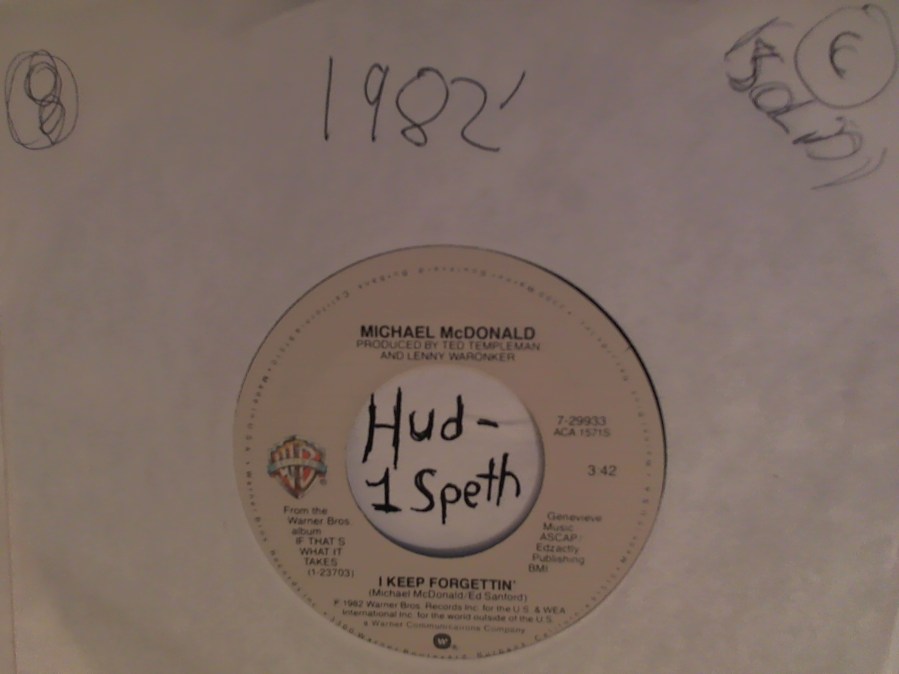 1982'
MICHAEL McDONALD
PRODUCED BY TED TEMPLEMAN
AND LENNY WARONKER
Hud-
1Speth
7-29933
ACA 1571S
3:42
WB
From the
Warner Bros.
album
IF THAT'S
WHAT IT
TAKES
(1-23703)
Genevieve
Music
ASCAP/
Edzactly
Publishing
BMI
I KEEP FORGETTIN'
(Michael McDonald/Ed Sanford)
℗ 1982 Warner Bros. Records Inc. for the U.S. & WEA
International Inc. for the world outside of the U.S.
a Warner Communications Company